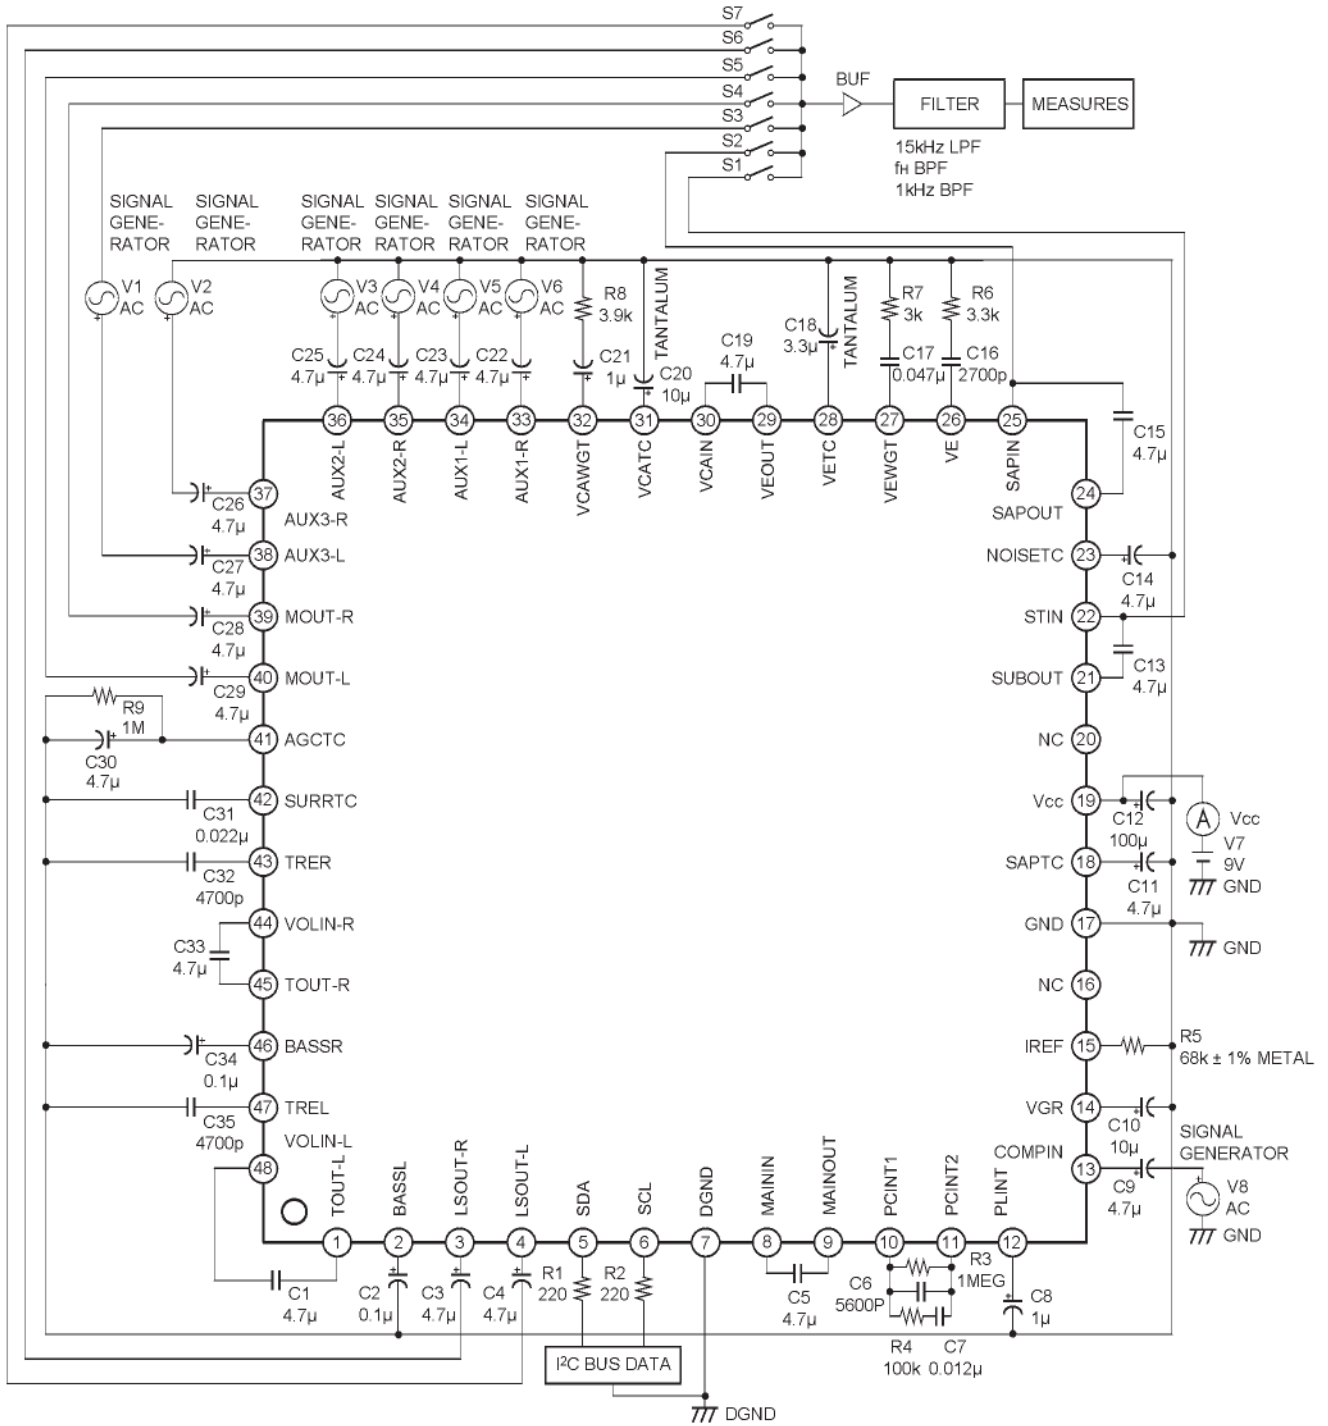 S7
S6
S5
S4
S3
S2
S1
BUF
FILTER
MEASURES
15kHz LPF
fH BPF
1kHz BPF
SIGNAL
GENE-
RATOR
SIGNAL
GENE-
RATOR
SIGNAL
GENE-
RATOR
SIGNAL
GENE-
RATOR
SIGNAL
GENE-
RATOR
SIGNAL
GENE-
RATOR
V1
AC
V2
AC
V3
AC
V4
AC
V5
AC
V6
AC
R8
3.9k
TANTALUM
C18
3.3µ
TANTALUM
R7
3k
R6
3.3k
C25
4.7µ
C24
4.7µ
C23
4.7µ
C22
4.7µ
C21
1µ
C20
10µ
C19
4.7µ
C17
0.047µ
C16
2700p
C15
4.7µ
36
35
34
33
32
31
30
29
28
27
26
25
AUX2-L
AUX2-R
AUX1-L
AUX1-R
VCAWGT
VCATC
VCAIN
VEOUT
VETC
VEWGT
VE
SAPIN
37
AUX3-R
C26
4.7µ
38
AUX3-L
C27
4.7µ
39
MOUT-R
C28
4.7µ
40
MOUT-L
C29
4.7µ
R9
1M
41
AGCTC
C30
4.7µ
42
SURRTC
C31
0.022µ
43
TRER
C32
4700p
44
VOLIN-R
C33
4.7µ
45
TOUT-R
46
BASSR
C34
0.1µ
47
TREL
C35
4700p
VOLIN-L
48
24
SAPOUT
NOISETC
23
C14
4.7µ
STIN
22
C13
4.7µ
SUBOUT
21
NC
20
Vcc
19
C12
100µ
A
Vcc
V7
9V
GND
SAPTC
18
C11
4.7µ
GND
17
GND
NC
16
IREF
15
R5
68k ± 1% METAL
VGR
14
C10
10µ
SIGNAL
GENERATOR
COMPIN
13
C9
4.7µ
V8
AC
GND
TOUT-L
BASSL
LSOUT-R
LSOUT-L
SDA
SCL
DGND
MAININ
MAINOUT
PCINT1
PCINT2
PLINT
1
2
3
4
5
6
7
8
9
10
11
12
C1
4.7µ
C2
0.1µ
C3
4.7µ
C4
4.7µ
R1
220
R2
220
C5
4.7µ
C6
5600P
R3
1MEG
C8
1µ
R4
100k
C7
0.012µ
I²C BUS DATA
DGND